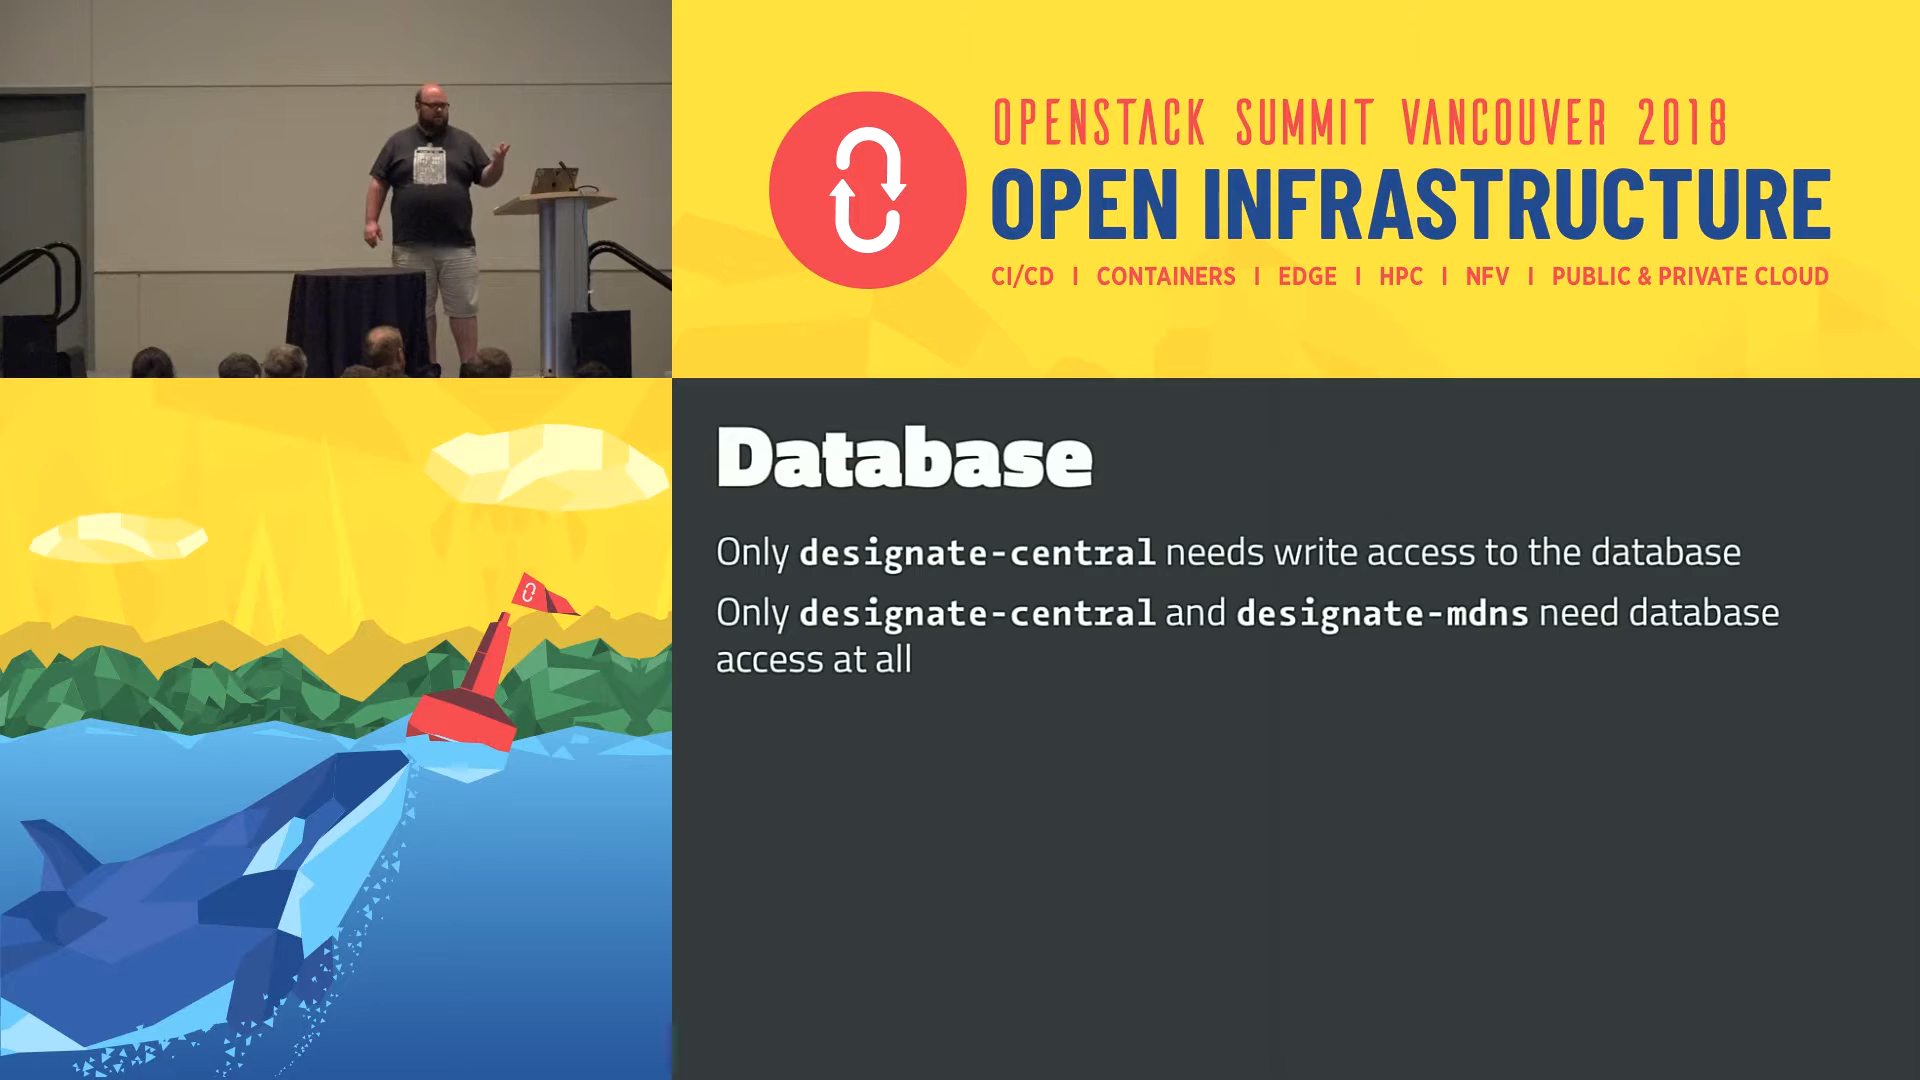 OPENSTACK SUMMIT VANCOUVER 2018
OPEN INFRASTRUCTURE
CI/CD | CONTAINERS | EDGE | HPC | NFV | PUBLIC & PRIVATE CLOUD
Database
Only designate-central needs write access to the database
Only designate-central and designate-mdns need database
access at all